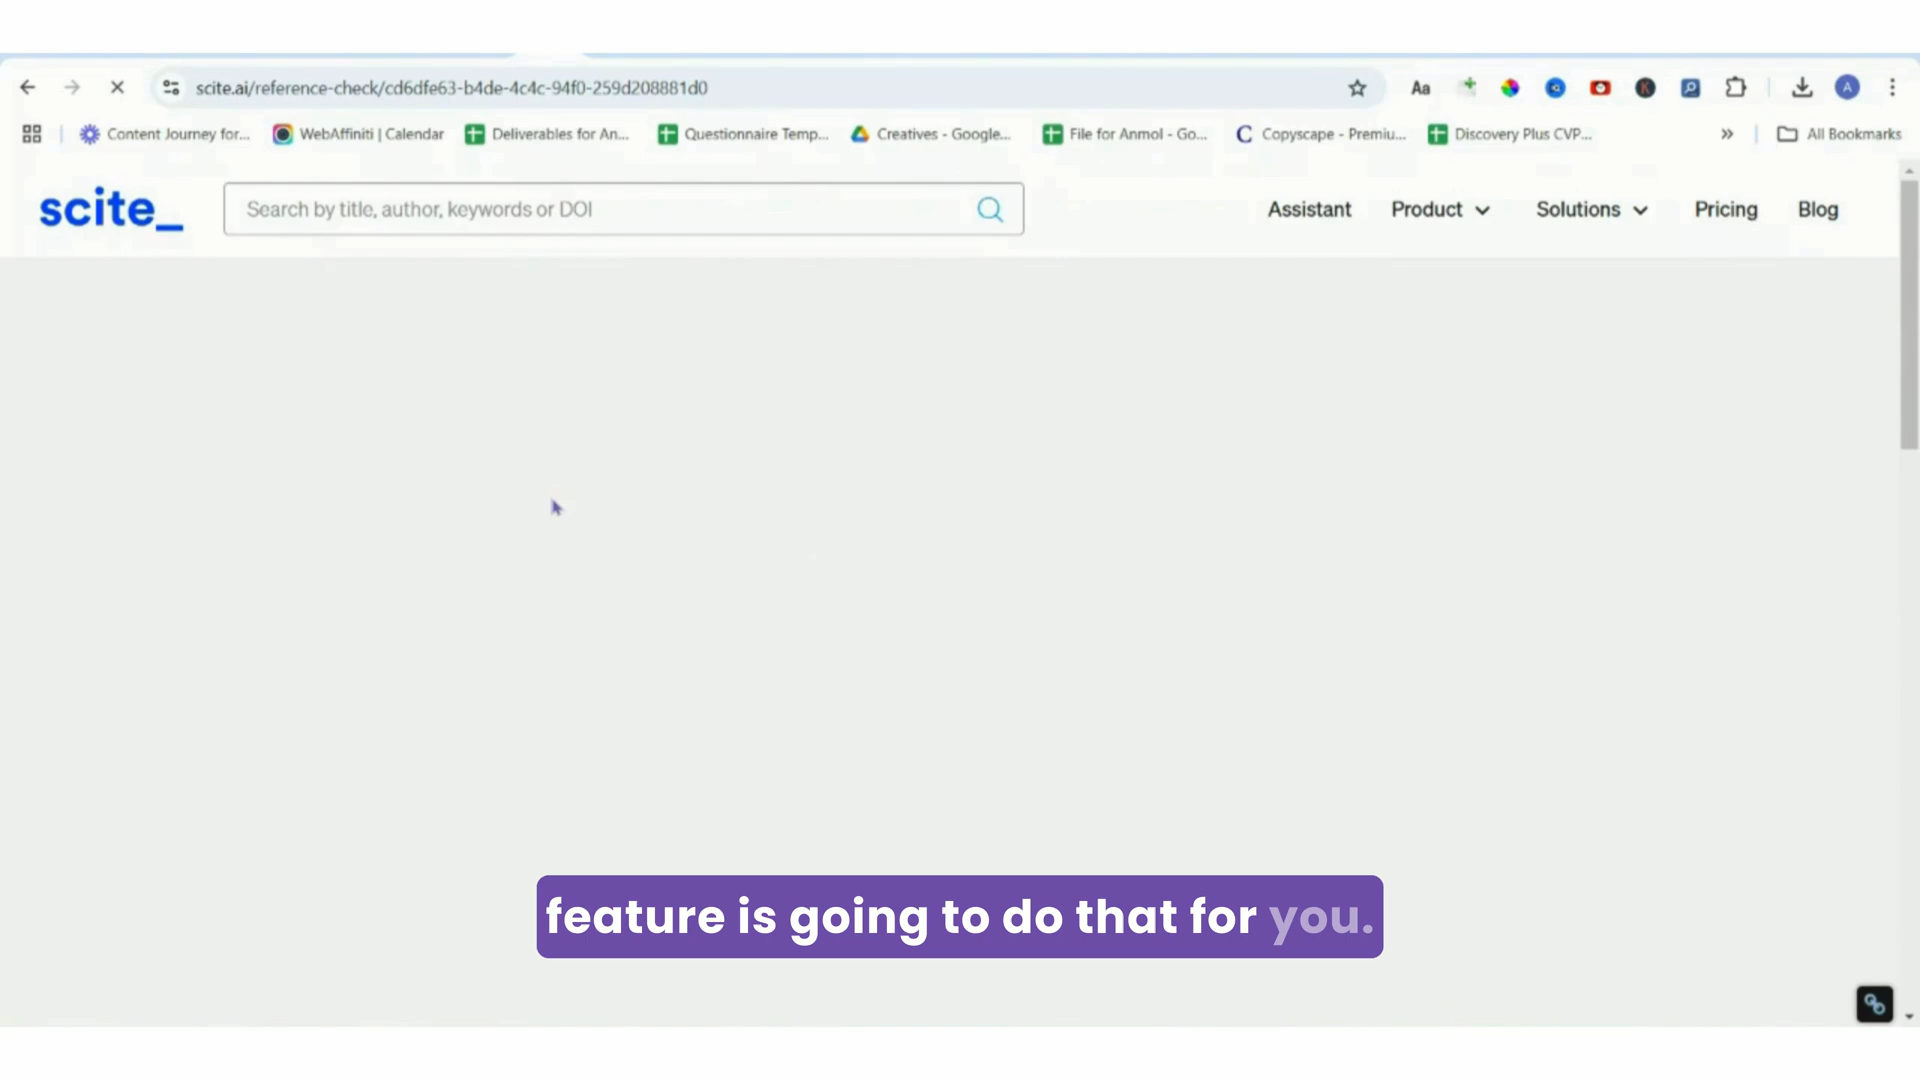 scite.ai/reference-check/cd6dfe63-b4de-4c4c-94f0-259d208881d0
Aa
K
A
Content Journey for...
WebAffiniti | Calendar
Deliverables for An...
Questionnaire Temp...
Creatives - Google...
File for Anmol - Go...
C Copyscape - Premiu...
Discovery Plus CVP...
»
All Bookmarks
scite_
Search by title, author, keywords or DOI
Assistant
Product
Solutions
Pricing
Blog
feature is going to do that for you.